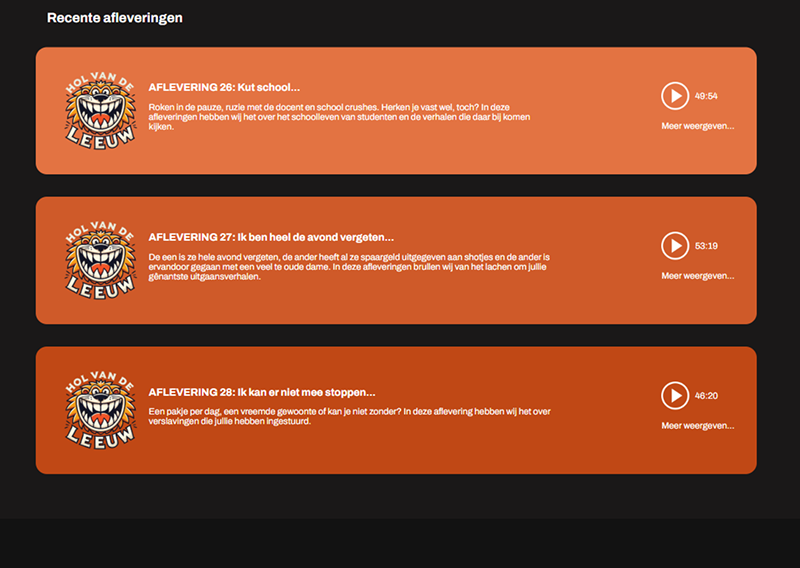 Recente afleveringen
HOL VAN DE
LEEUW
AFLEVERING 26: Kut school...
Roken in de pauze, ruzie met de docent en school crushes. Herken je vast wel, toch? In deze
afleveringen hebben wij het over het schoolleven van studenten en de verhalen die daar bij komen
kijken.
49:54
Meer weergeven...
HOL VAN DE
LEEUW
AFLEVERING 27: Ik ben heel de avond vergeten...
De een is ze hele avond vergeten, de ander heeft al ze spaargeld uitgegeven aan shotjes en de ander is
ervandoor gegaan met een veel te oude dame. In deze afleveringen brullen wij van het lachen om jullie
gênantste uitgaansverhalen.
53:19
Meer weergeven...
HOL VAN DE
LEEUW
AFLEVERING 28: Ik kan er niet mee stoppen...
Een pakje per dag, een vreemde gewoonte of kan je niet zonder? In deze aflevering hebben wij het over
verslavingen die jullie hebben ingestuurd.
46:20
Meer weergeven...